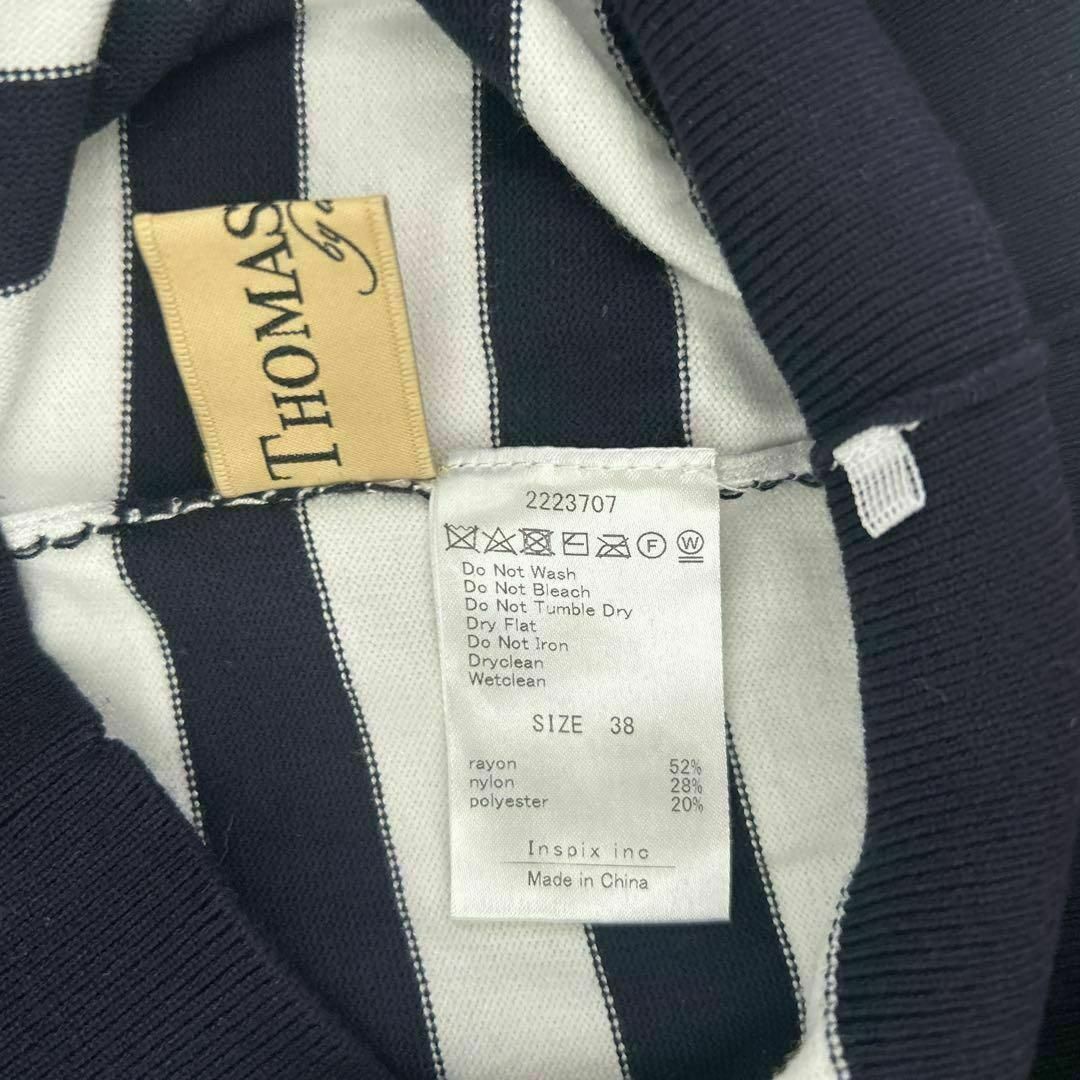 THOMAS
by
2223707
F W
Do Not Wash
Do Not Bleach
Do Not Tumble Dry
Dry Flat
Do Not Iron
Dryclean
Wetclean
SIZE 38
rayon 52%
nylon 28%
polyester 20%
Inspix inc
Made in China